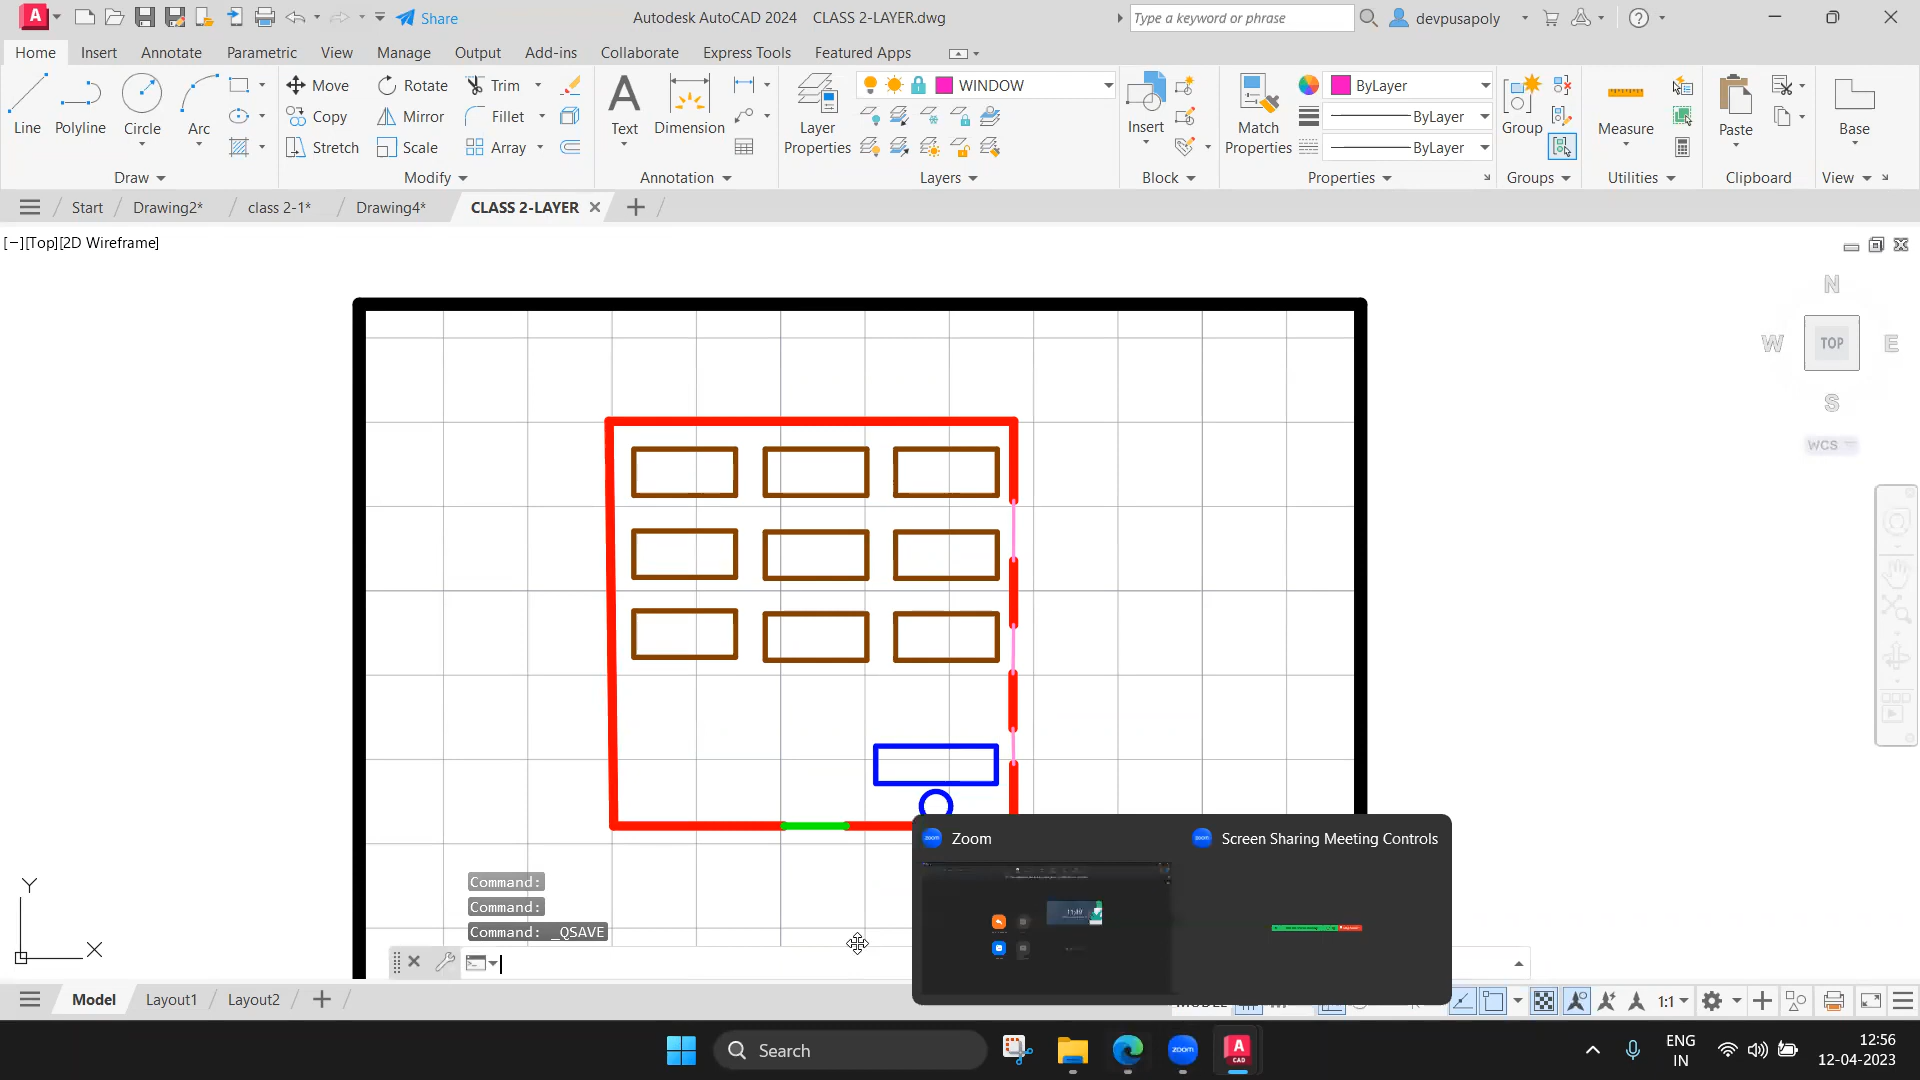 Share
Autodesk AutoCAD 2024 CLASS 2-LAYER.dwg
Type a keyword or phrase
devpusapoly
Home Insert Annotate Parametric View Manage Output Add-ins Collaborate Express Tools Featured Apps
Line Polyline Circle Arc
Move Rotate Trim
Copy Mirror Fillet
Stretch Scale Array
Text Dimension
Layer Properties
WINDOW
Insert
Match Properties
ByLayer
ByLayer
ByLayer
Group
Measure
Paste
Base
Draw Modify Annotation Layers Block Properties Groups Utilities Clipboard View
Start Drawing2* class 2-1* Drawing4* CLASS 2-LAYER
[−][Top][2D Wireframe]
N
W TOP E
S
WCS
Y
X
Command:
Command:
Command: _QSAVE
Zoom
Screen Sharing Meeting Controls
Model Layout1 Layout2
1:1
Search
zoom
A
CAD
ENG
IN
12:56
12-04-2023